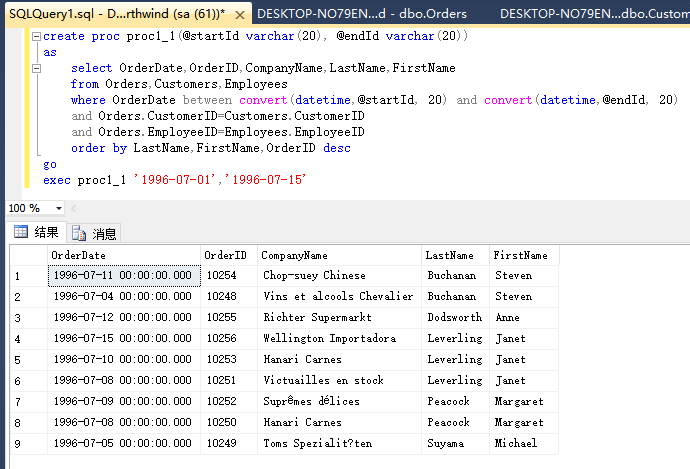 SQLQuery1.sql - D...rthwind (sa (61))* DESKTOP-NO79EN...d - dbo.Orders DESKTOP-NO79EN...dbo.Custom
create proc proc1_1(@startId varchar(20), @endId varchar(20))
as
select OrderDate,OrderID,CompanyName,LastName,FirstName
from Orders,Customers,Employees
where OrderDate between convert(datetime,@startId, 20) and convert(datetime,@endId, 20)
and Orders.CustomerID=Customers.CustomerID
and Orders.EmployeeID=Employees.EmployeeID
order by LastName,FirstName,OrderID desc
go
exec proc1_1 '1996-07-01','1996-07-15'
100 %
结果 消息
OrderDate OrderID CompanyName LastName FirstName
1 1996-07-11 00:00:00.000 10254 Chop-suey Chinese Buchanan Steven
2 1996-07-04 00:00:00.000 10248 Vins et alcools Chevalier Buchanan Steven
3 1996-07-12 00:00:00.000 10255 Richter Supermarkt Dodsworth Anne
4 1996-07-15 00:00:00.000 10256 Wellington Importadora Leverling Janet
5 1996-07-10 00:00:00.000 10253 Hanari Carnes Leverling Janet
6 1996-07-08 00:00:00.000 10251 Victuailles en stock Leverling Janet
7 1996-07-09 00:00:00.000 10252 Suprêmes délices Peacock Margaret
8 1996-07-08 00:00:00.000 10250 Hanari Carnes Peacock Margaret
9 1996-07-05 00:00:00.000 10249 Toms Spezialit?ten Suyama Michael